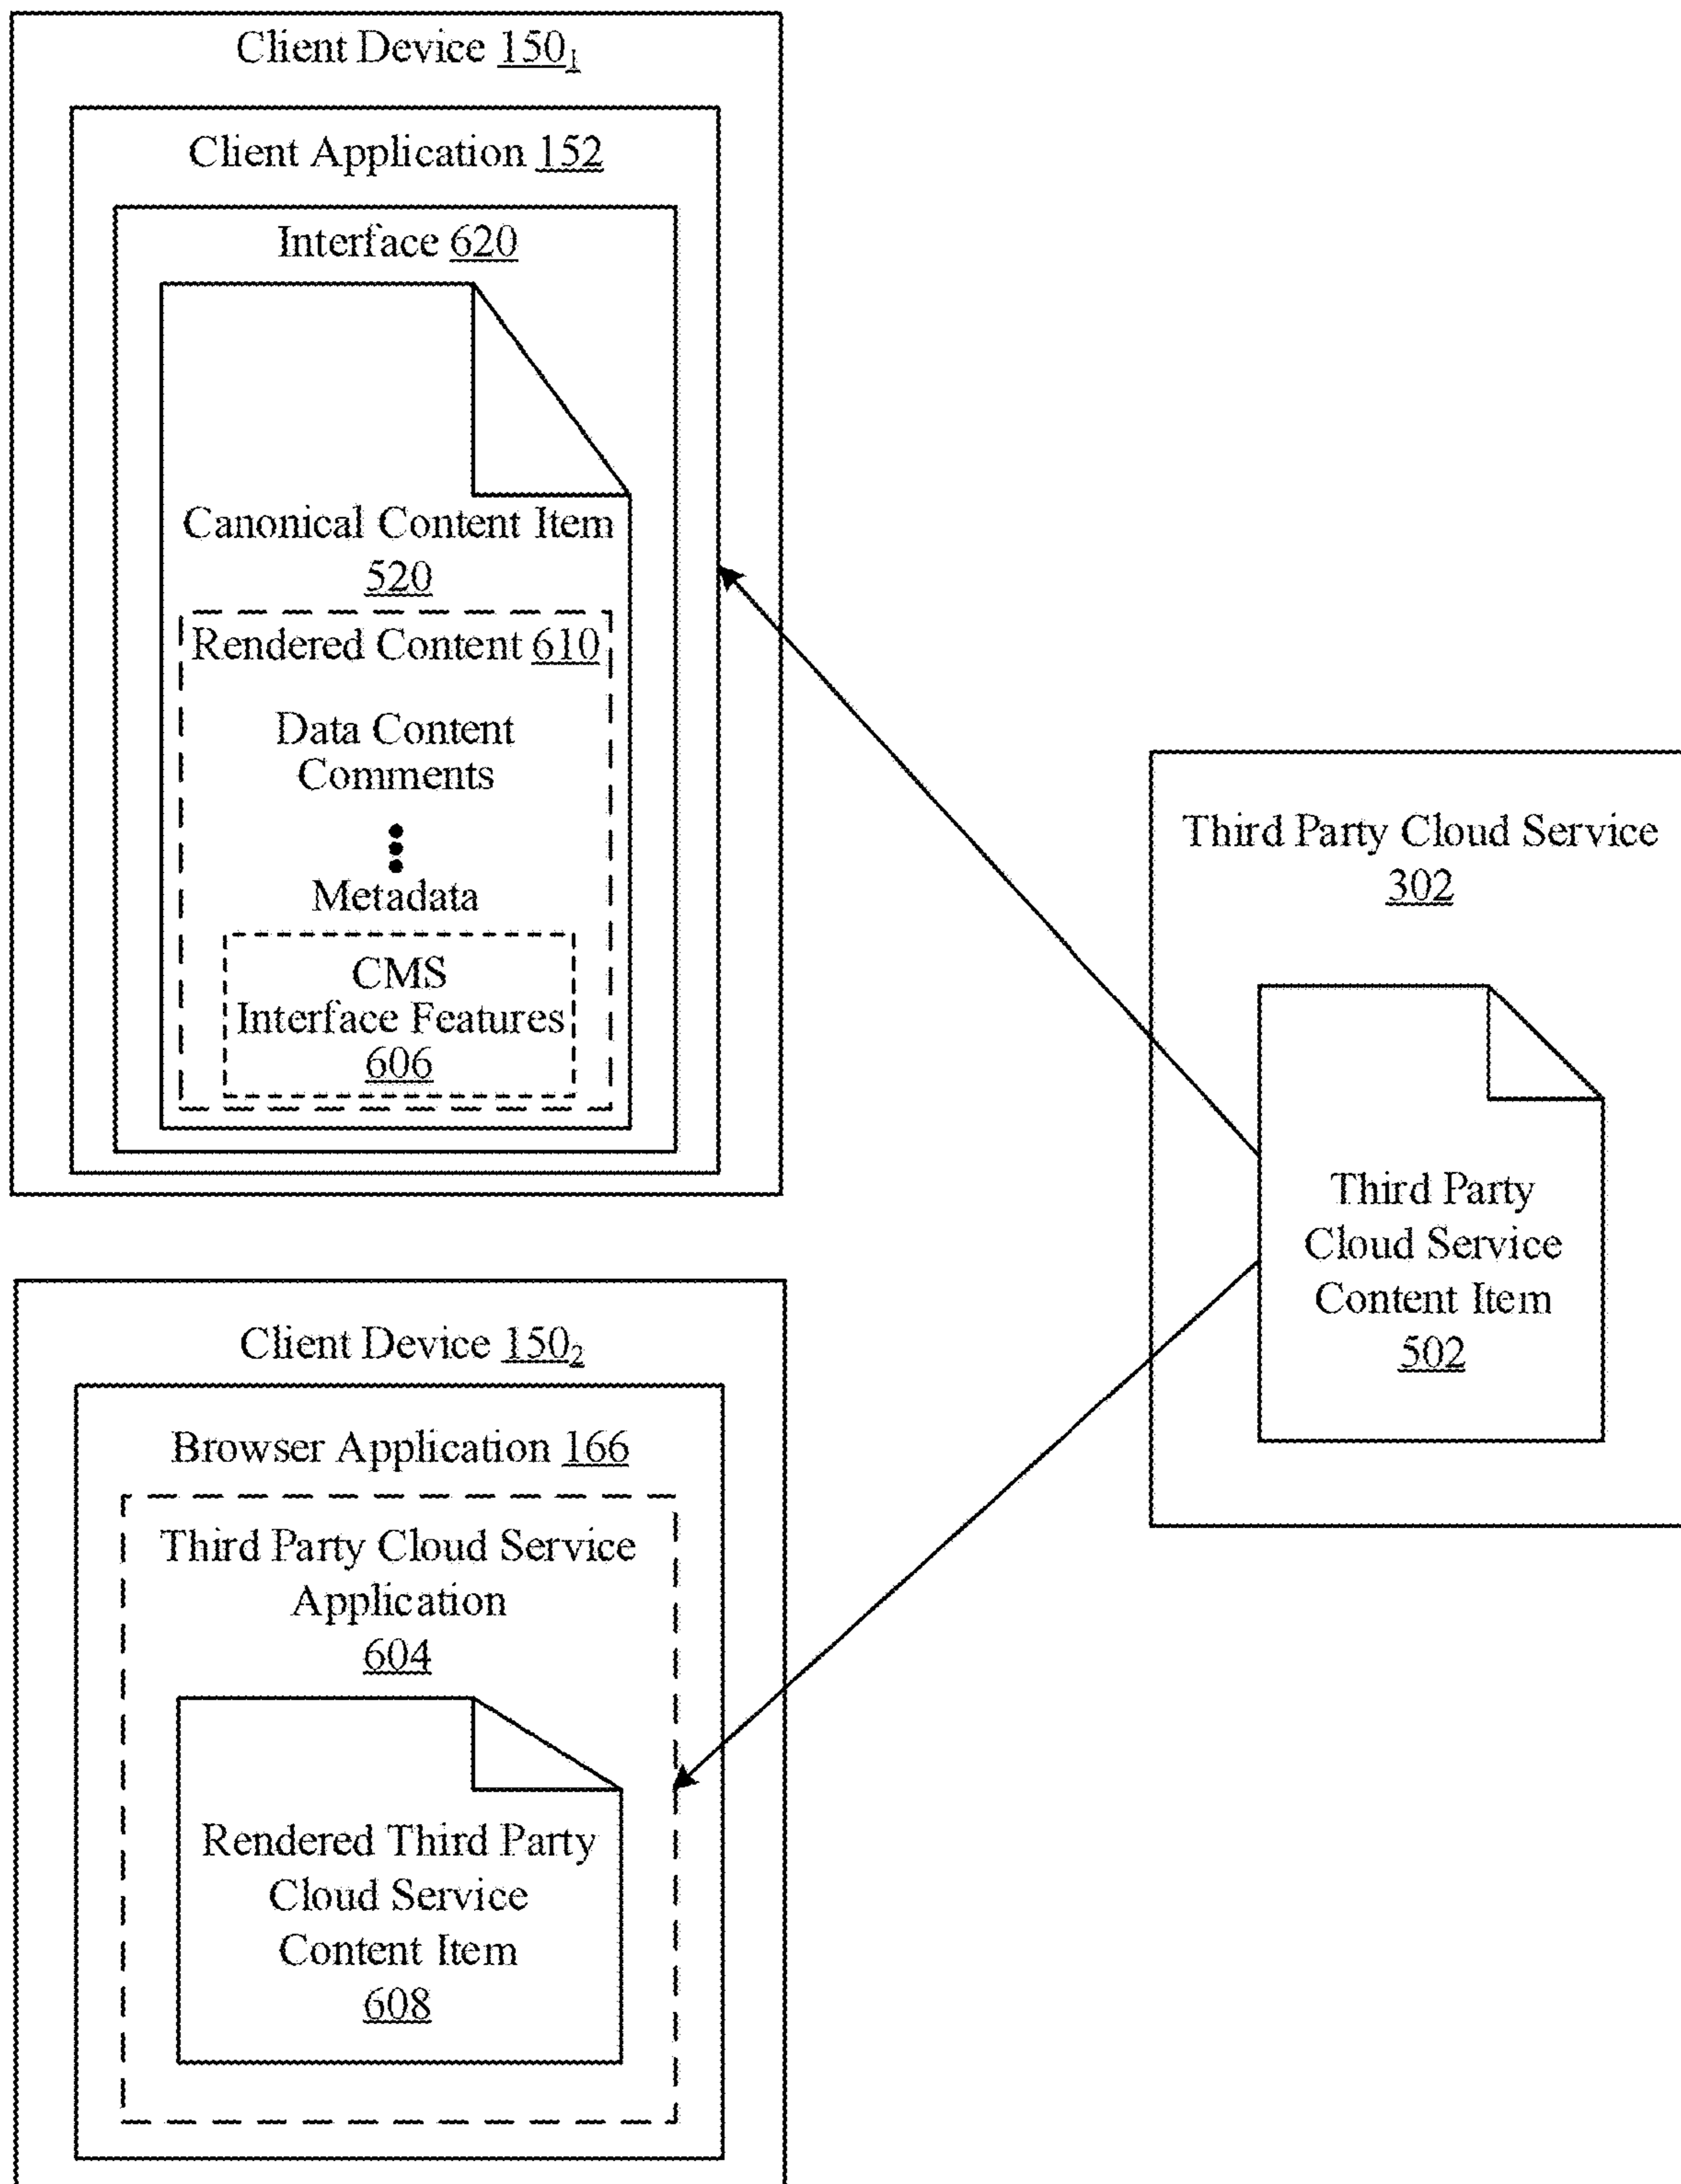 Client Device 150₁
Client Application 152
Interface 620
Canonical Content Item
520
Rendered Content 610
Data Content
Comments
Metadata
CMS
Interface Features
606
Third Party Cloud Service
302
Third Party
Cloud Service
Content Item
502
Client Device 150₂
Browser Application 166
Third Party Cloud Service
Application
604
Rendered Third Party
Cloud Service
Content Item
608